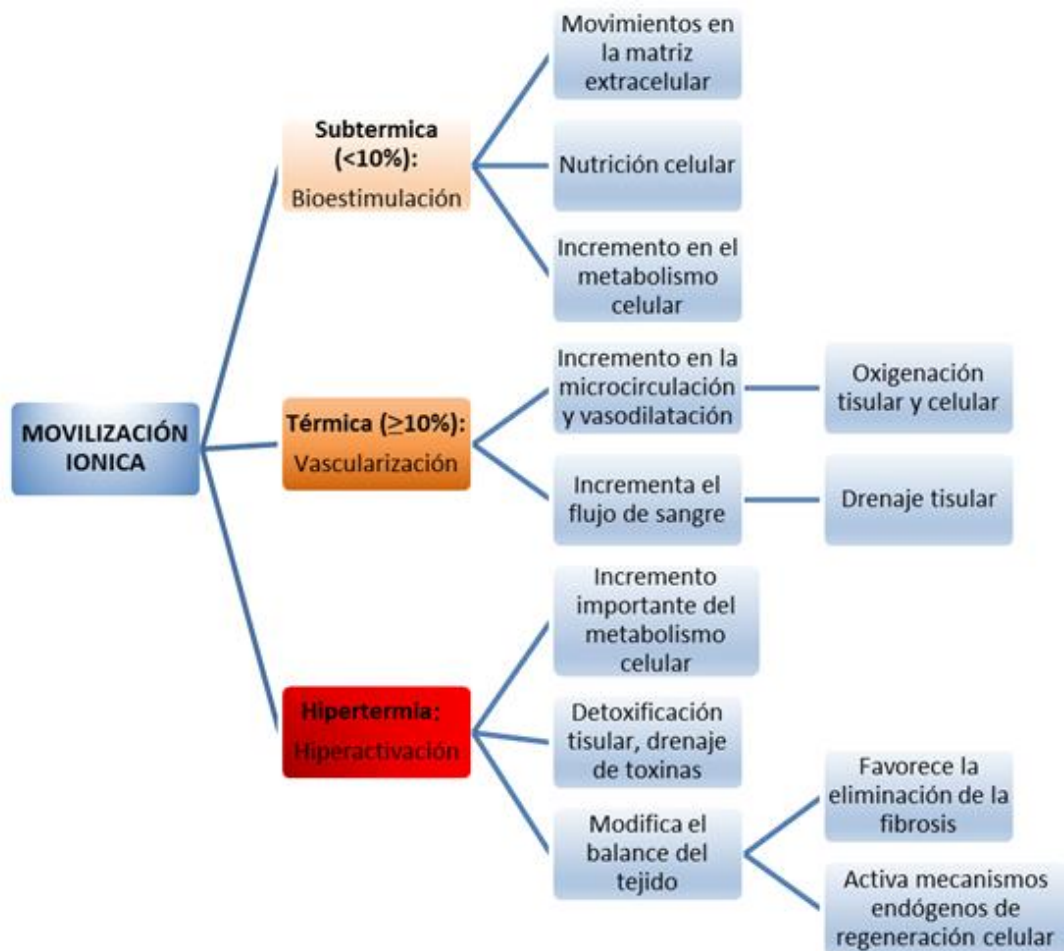 Movimientos en
la matriz
extracelular
Subtermica
(<10%):
Bioestimulación
Nutrición celular
Incremento en el
metabolismo
celular
Incremento en la
microcirculación
y vasodilatación
Oxigenación
tisular y celular
MOVILIZACIÓN
IONICA
Térmica (≥10%):
Vascularización
Incrementa el
flujo de sangre
Drenaje tisular
Incremento
importante del
metabolismo
celular
Hipertermia:
Hiperactivación
Detoxificación
tisular, drenaje
de toxinas
Modifica el
balance del
tejido
Favorece la
eliminación de la
fibrosis
Activa mecanismos
endógenos de
regeneración celular